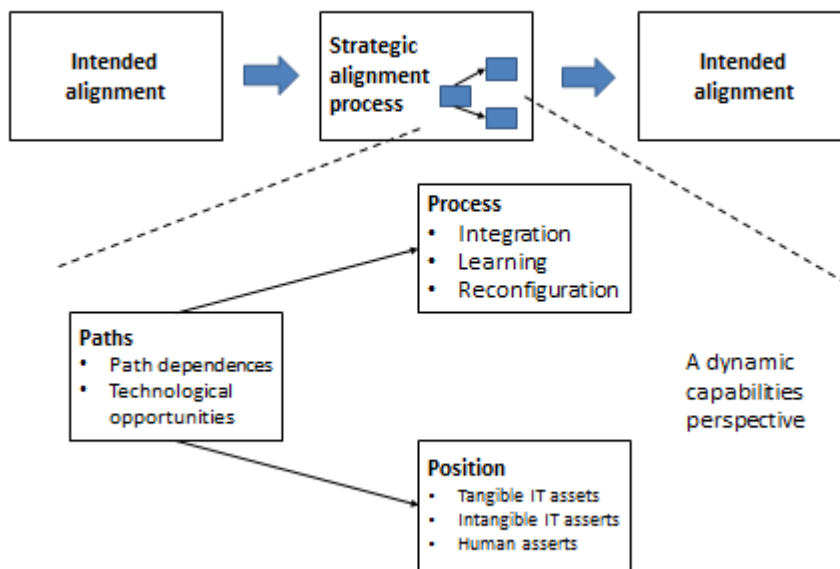 Intended
alignment
Strategic
alignment
process
Intended
alignment
Process
• Integration
• Learning
• Reconfiguration
Paths
• Path dependences
• Technological
opportunities
A dynamic
capabilities
perspective
Position
• Tangible IT assets
• Intangible IT asserts
• Human asserts